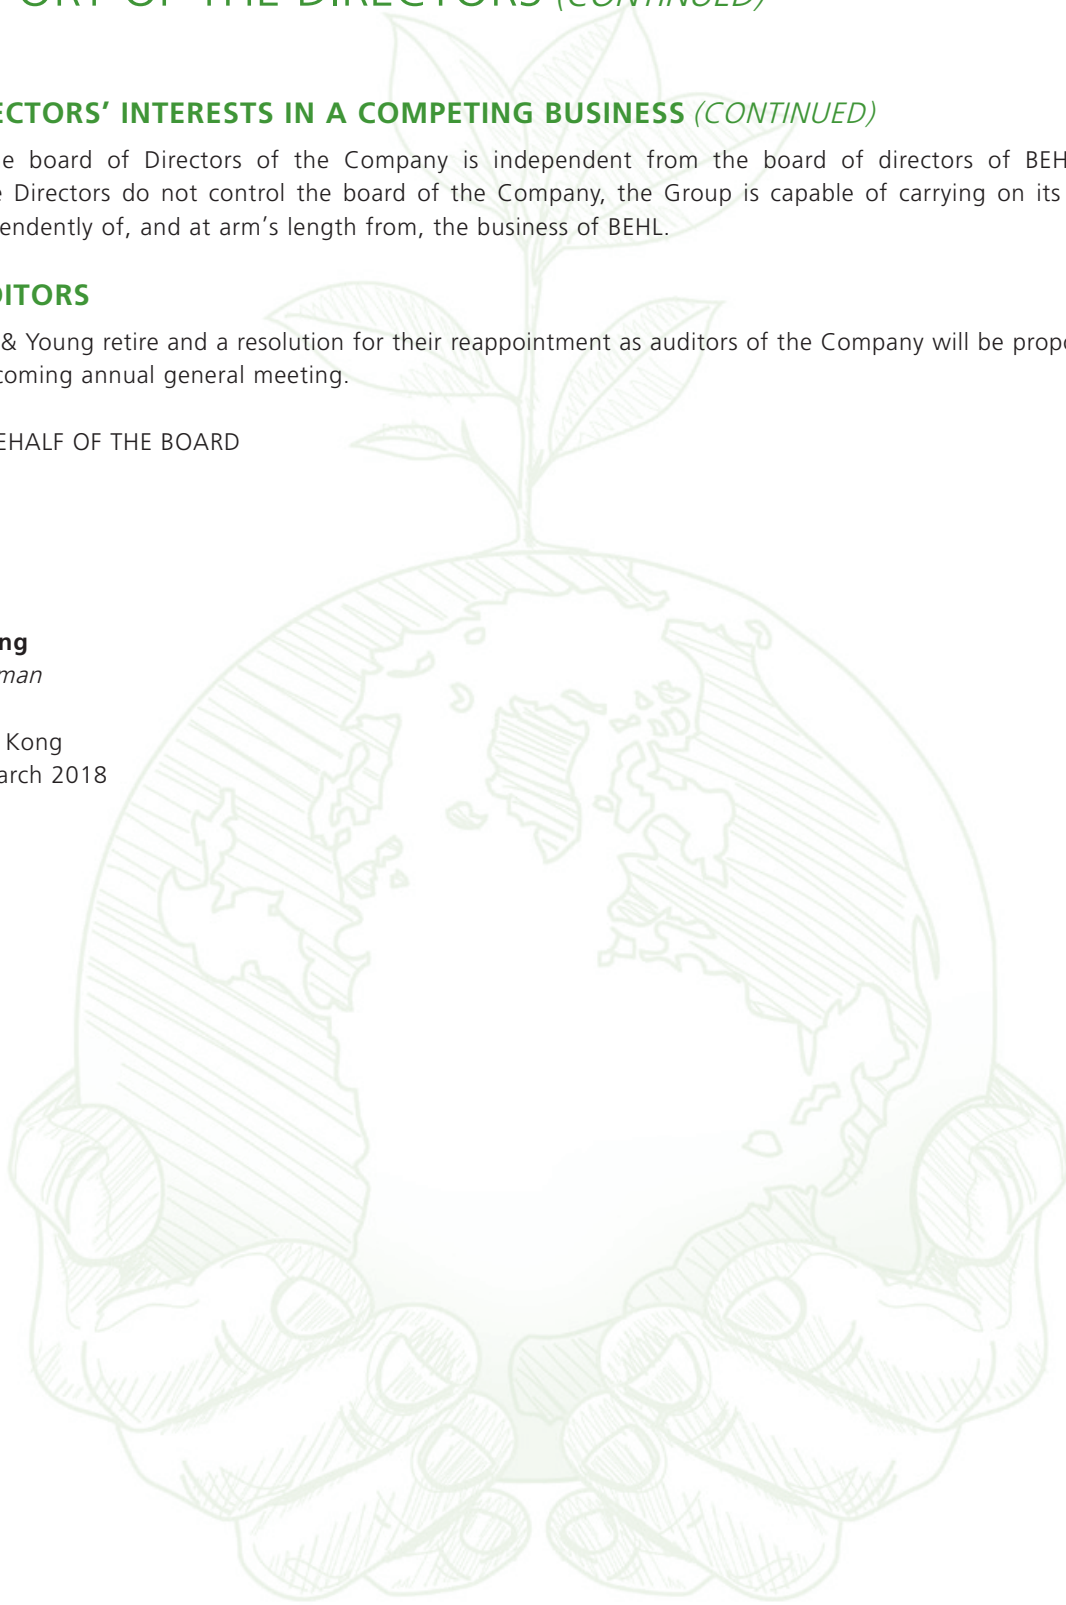 ORT OF THE DIRECTORS (CONTINUED)
ECTORS’ INTERESTS IN A COMPETING BUSINESS (CONTINUED)
e board of Directors of the Company is independent from the board of directors of BEH
Directors do not control the board of the Company, the Group is capable of carrying on its
endently of, and at arm’s length from, the business of BEHL.
DITORS
& Young retire and a resolution for their reappointment as auditors of the Company will be propo
coming annual general meeting.
EHALF OF THE BOARD
ng
man
Kong
arch 2018